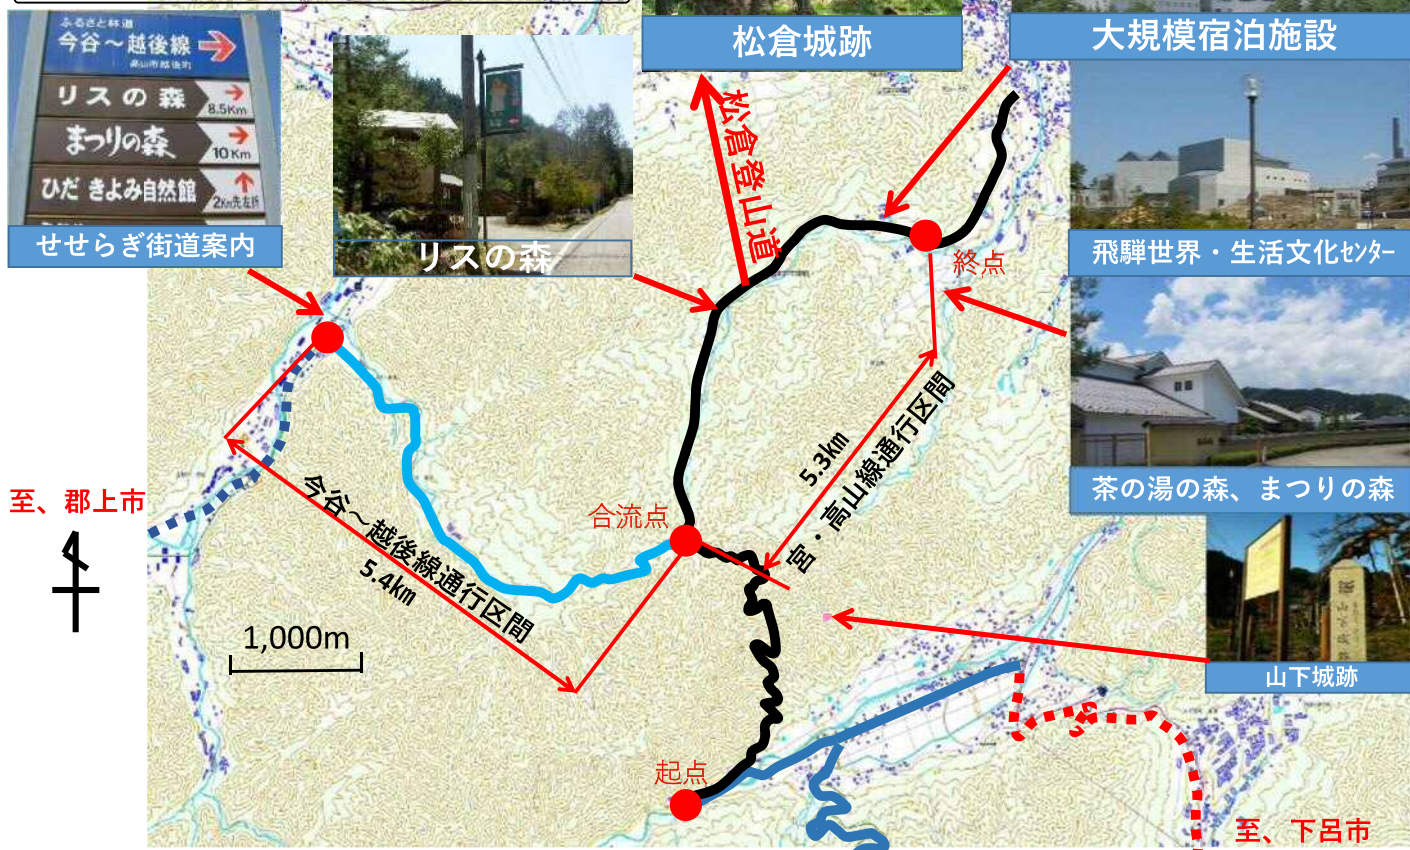 ふるさと林道
今谷～越後線
高山市越後町
リスの森
8.5Km
まつりの森
10Km
ひだ きよみ自然館
2Km先左折
せせらぎ街道案内
リスの森
松倉城跡
大規模宿泊施設
松倉登山道
飛騨世界・生活文化ｾﾝﾀｰ
終点
茶の湯の森、まつりの森
至、郡上市
今谷～越後線通行区間
5.4㎞
合流点
5.3㎞
宮・高山線通行区間
1,000m
山下城跡
起点
至、下呂市